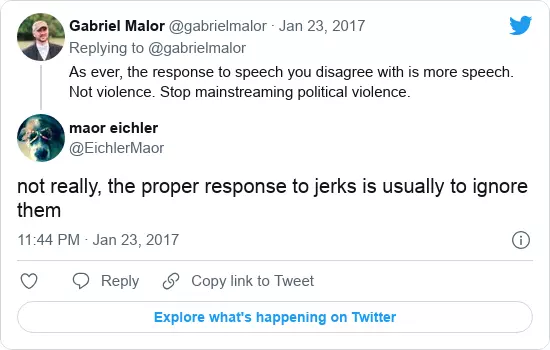 Gabriel Malor @gabrielmalor · Jan 23, 2017
Replying to @gabrielmalor
As ever, the response to speech you disagree with is more speech.
Not violence. Stop mainstreaming political violence.
maor eichler
@EichlerMaor
not really, the proper response to jerks is usually to ignore
them
11:44 PM · Jan 23, 2017
Reply Copy link to Tweet
Explore what's happening on Twitter